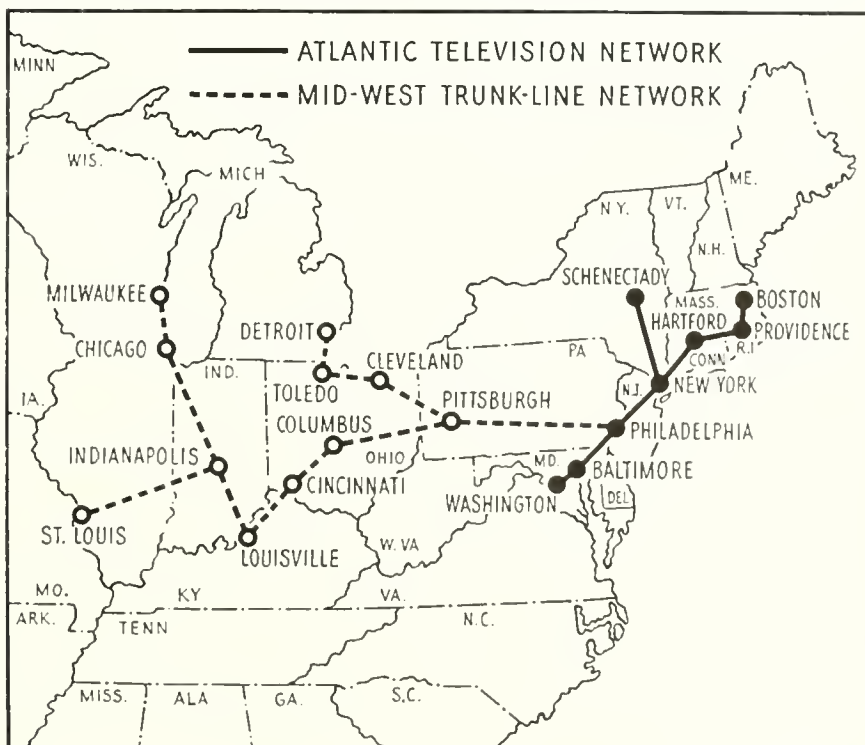 ATLANTIC TELEVISION NETWORK
MID-WEST TRUNK-LINE NETWORK
MINN
WIS.
MICH
ME.
N.Y.
VT.
N.H.
SCHENECTADY
MILWAUKEE
MASS.
BOSTON
HARTFORD
PROVIDENCE
DETROIT
CHICAGO
R.I.
CONN
PA
CLEVELAND
IND.
TOLEDO
N.J.
NEW YORK
IA.
PITTSBURGH
COLUMBUS
PHILADELPHIA
OHIO
MD.
INDIANAPOLIS
BALTIMORE
CINCINNATI
WASHINGTON
DEL
ST. LOUIS
LOUISVILLE
W.VA
MO.
KY
VA.
ARK.
TENN
N.C.
MISS.
ALA
GA.
S.C.